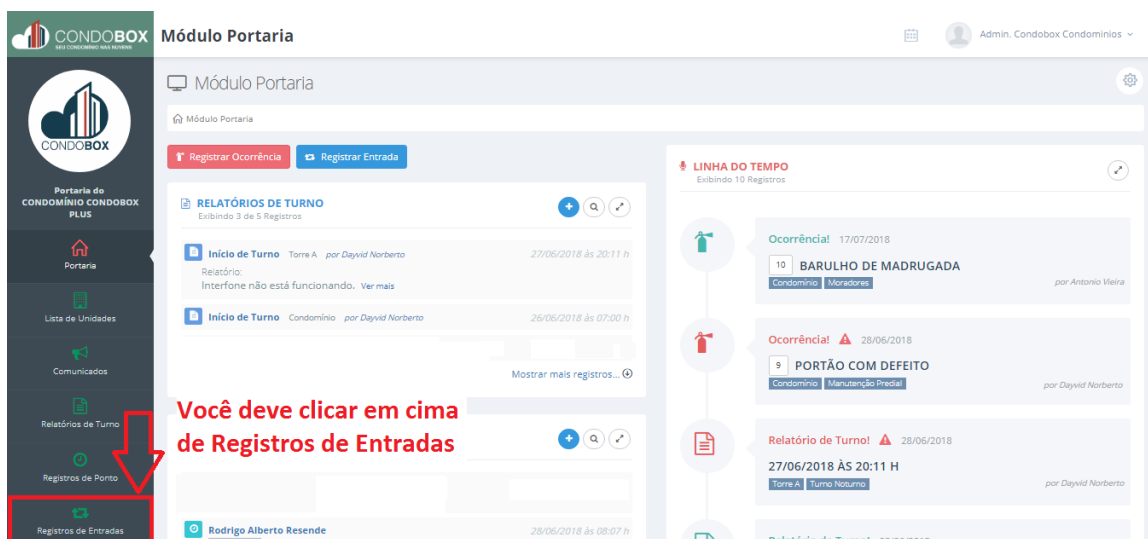 CONDOBOX
SEU CONDOMÍNIO NAS NUVENS
Módulo Portaria
Admin. Condobox Condominios
CONDOBOX
Portaria do
CONDOMÍNIO CONDOBOX
PLUS
Portaria
Lista de Unidades
Comunicados
Relatórios de Turno
Registros de Ponto
Registros de Entradas
Módulo Portaria
Módulo Portaria
Registrar Ocorrência
Registrar Entrada
RELATÓRIOS DE TURNO
Exibindo 3 de 5 Registros
Início de Turno Torre A por Dayvid Norberto 27/06/2018 às 20:11 h
Relatório:
Interfone não está funcionando. Ver mais
Início de Turno Condomínio por Dayvid Norberto 26/06/2018 às 07:00 h
Mostrar mais registros...
Você deve clicar em cima
de Registros de Entradas
Rodrigo Alberto Resende 28/06/2018 às 08:07 h
LINHA DO TEMPO
Exibindo 10 Registros
Ocorrência! 17/07/2018
10 BARULHO DE MADRUGADA
Condomínio Moradores por Antonio Vieira
Ocorrência! 28/06/2018
9 PORTÃO COM DEFEITO
Condomínio Manutenção Predial por Dayvid Norberto
Relatório de Turno! 28/06/2018
27/06/2018 ÀS 20:11 H
Torre A Turno Noturno por Dayvid Norberto